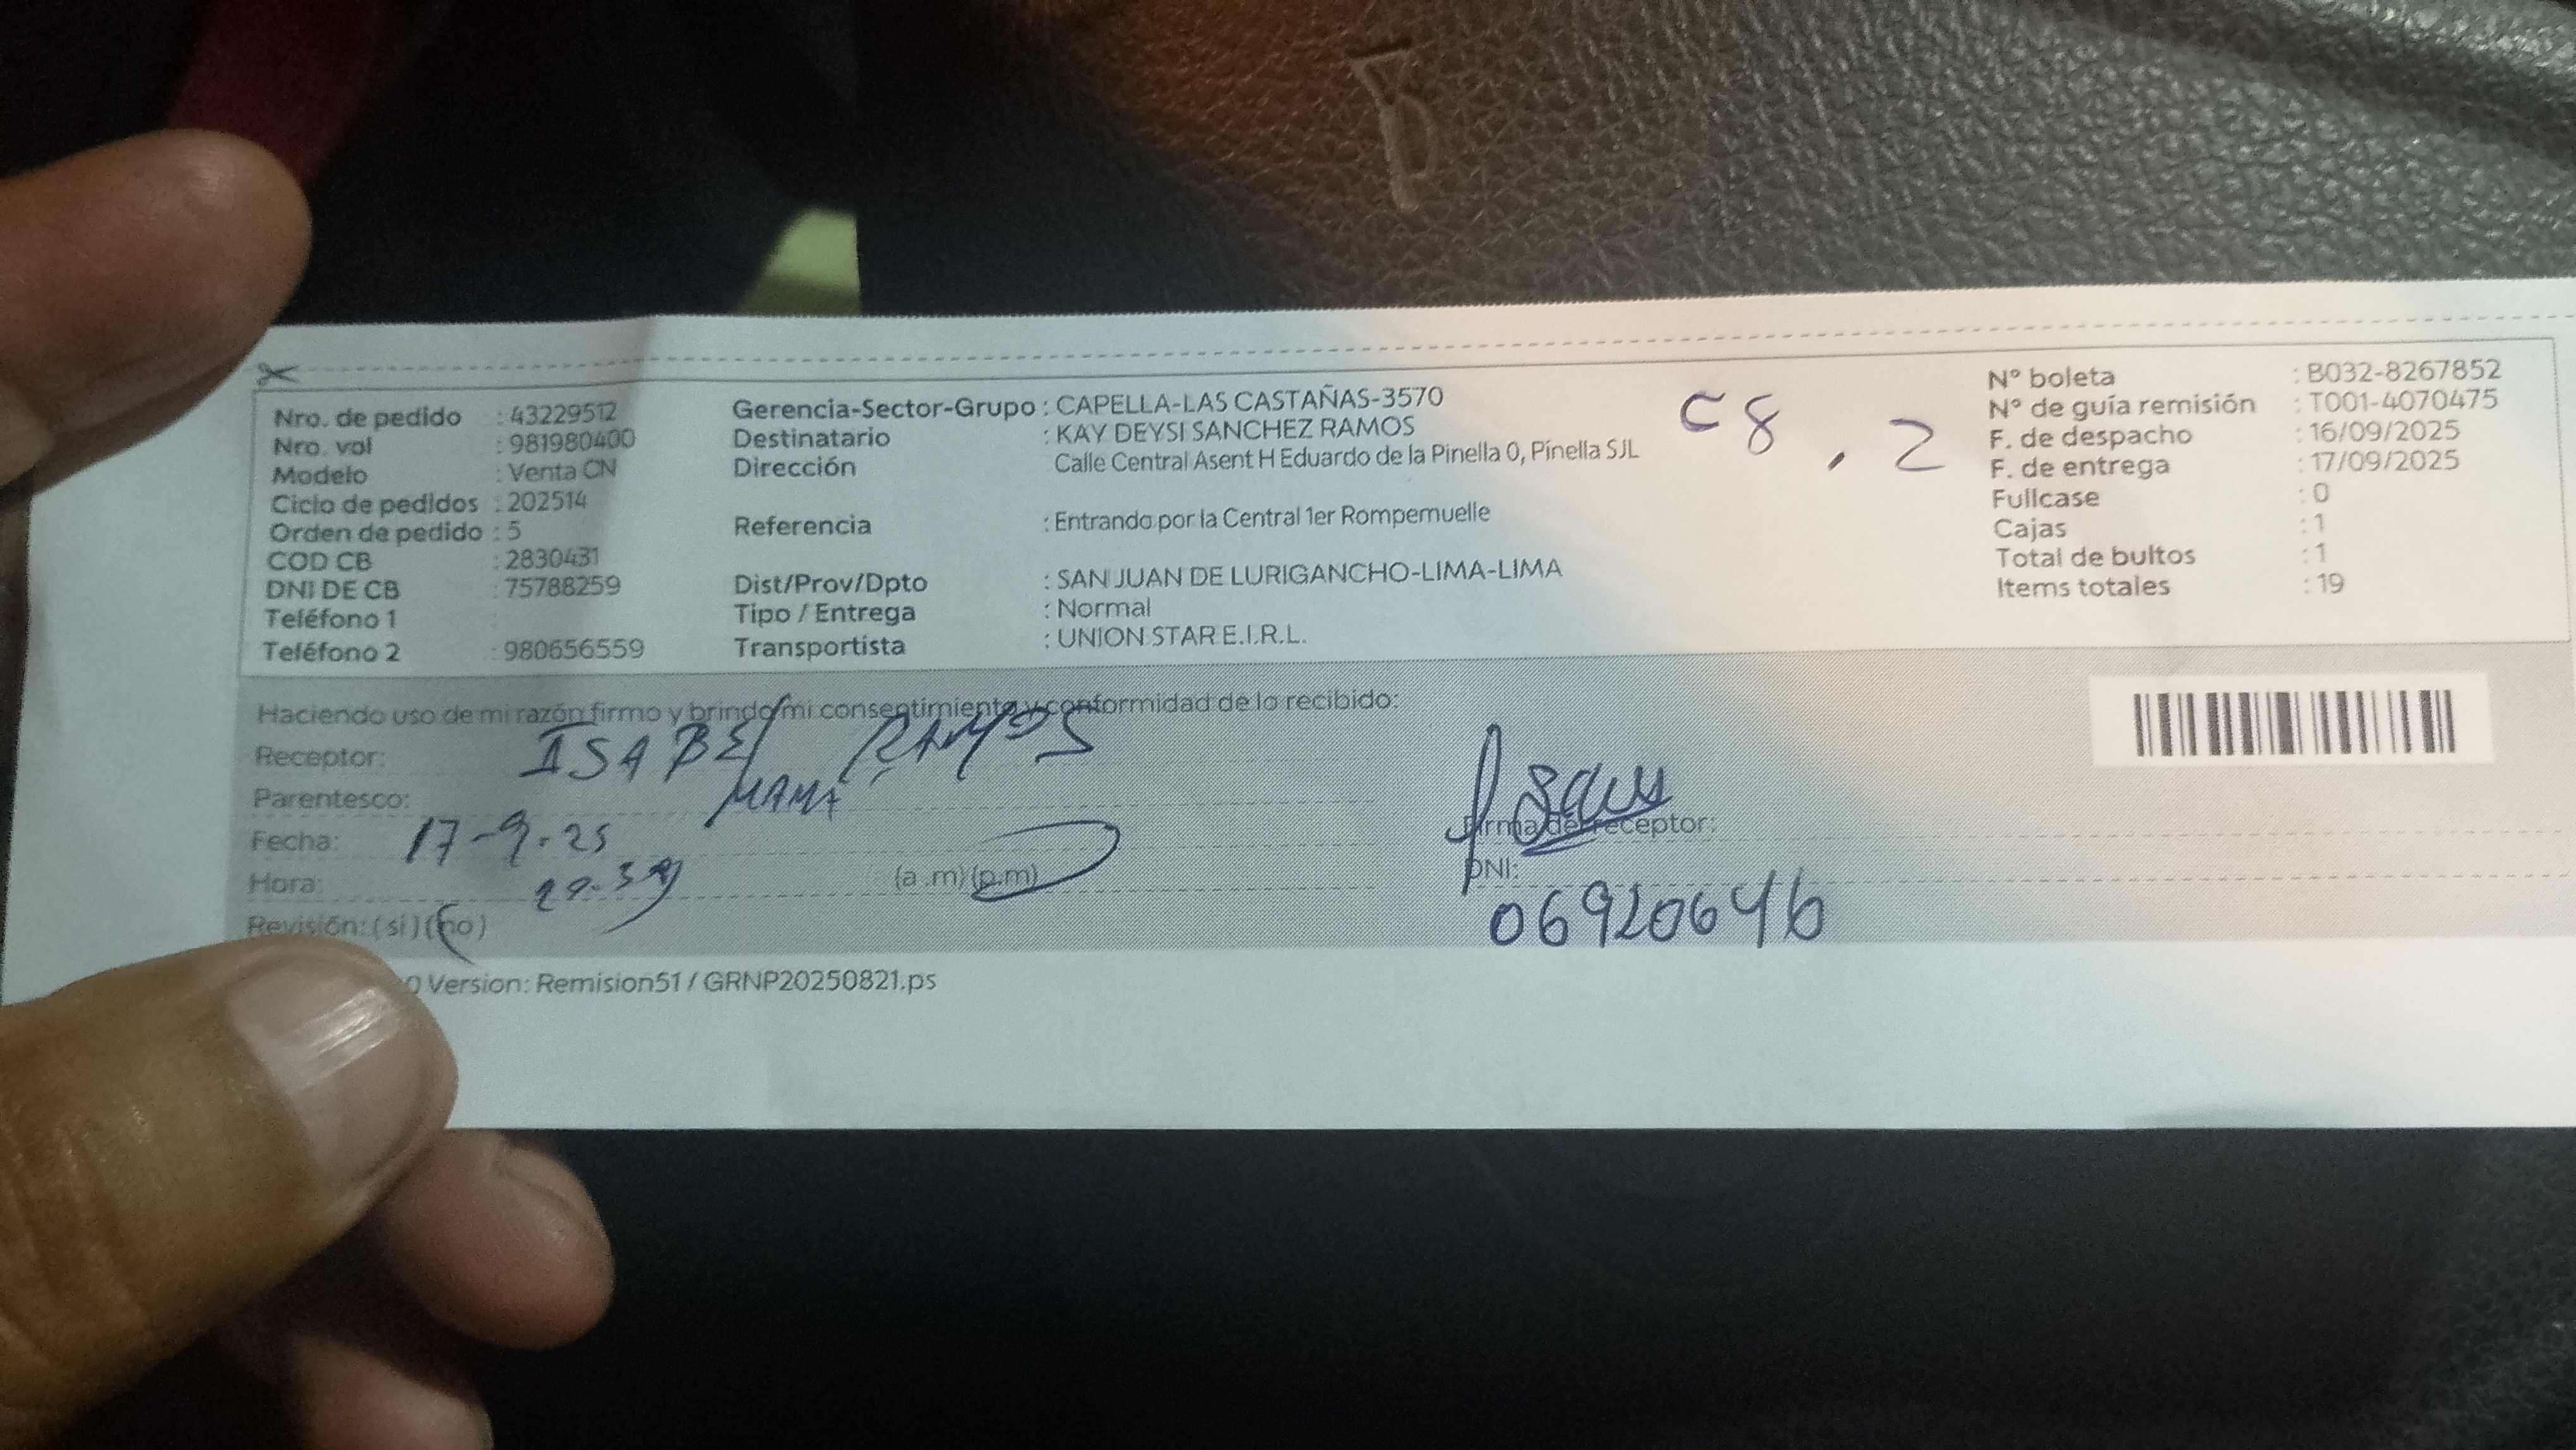 Nro. de pedido : 43229512
Nro. vol : 981980400
Modelo : Venta CN
Ciclo de pedidos : 202514
Orden de pedido : 5
COD CB : 2830431
DNI DE CB : 75788259
Teléfono 1 :
Teléfono 2 : 980656559
Gerencia-Sector-Grupo : CAPELLA-LAS CASTAÑAS-3570
Destinatario : KAY DEYSI SANCHEZ RAMOS
Dirección Calle Central Asent H Eduardo de la Pinella 0, Pinella SJL
Referencia : Entrando por la Central 1er Rompemuelle
Dist/Prov/Dpto : SAN JUAN DE LURIGANCHO-LIMA-LIMA
Tipo / Entrega : Normal
Transportista : UNION STAR E.I.R.L.
C8, 2
Nº boleta : B032-8267852
Nº de guía remisión : T001-4070475
F. de despacho : 16/09/2025
F. de entrega : 17/09/2025
Fullcase : 0
Cajas : 1
Total de bultos : 1
Items totales : 19
Haciendo uso de mi razón firmo y brindo mi consentimiento y conformidad de lo recibido:
Receptor: ISABEL RAMOS
Parentesco: MAMÁ
Fecha: 17-9-25
Hora: (a .m) (p.m)
Revisión: ( si ) ( no )
Firma del receptor:
DNI:
06920646
0 Version: Remision51 / GRNP20250821.ps